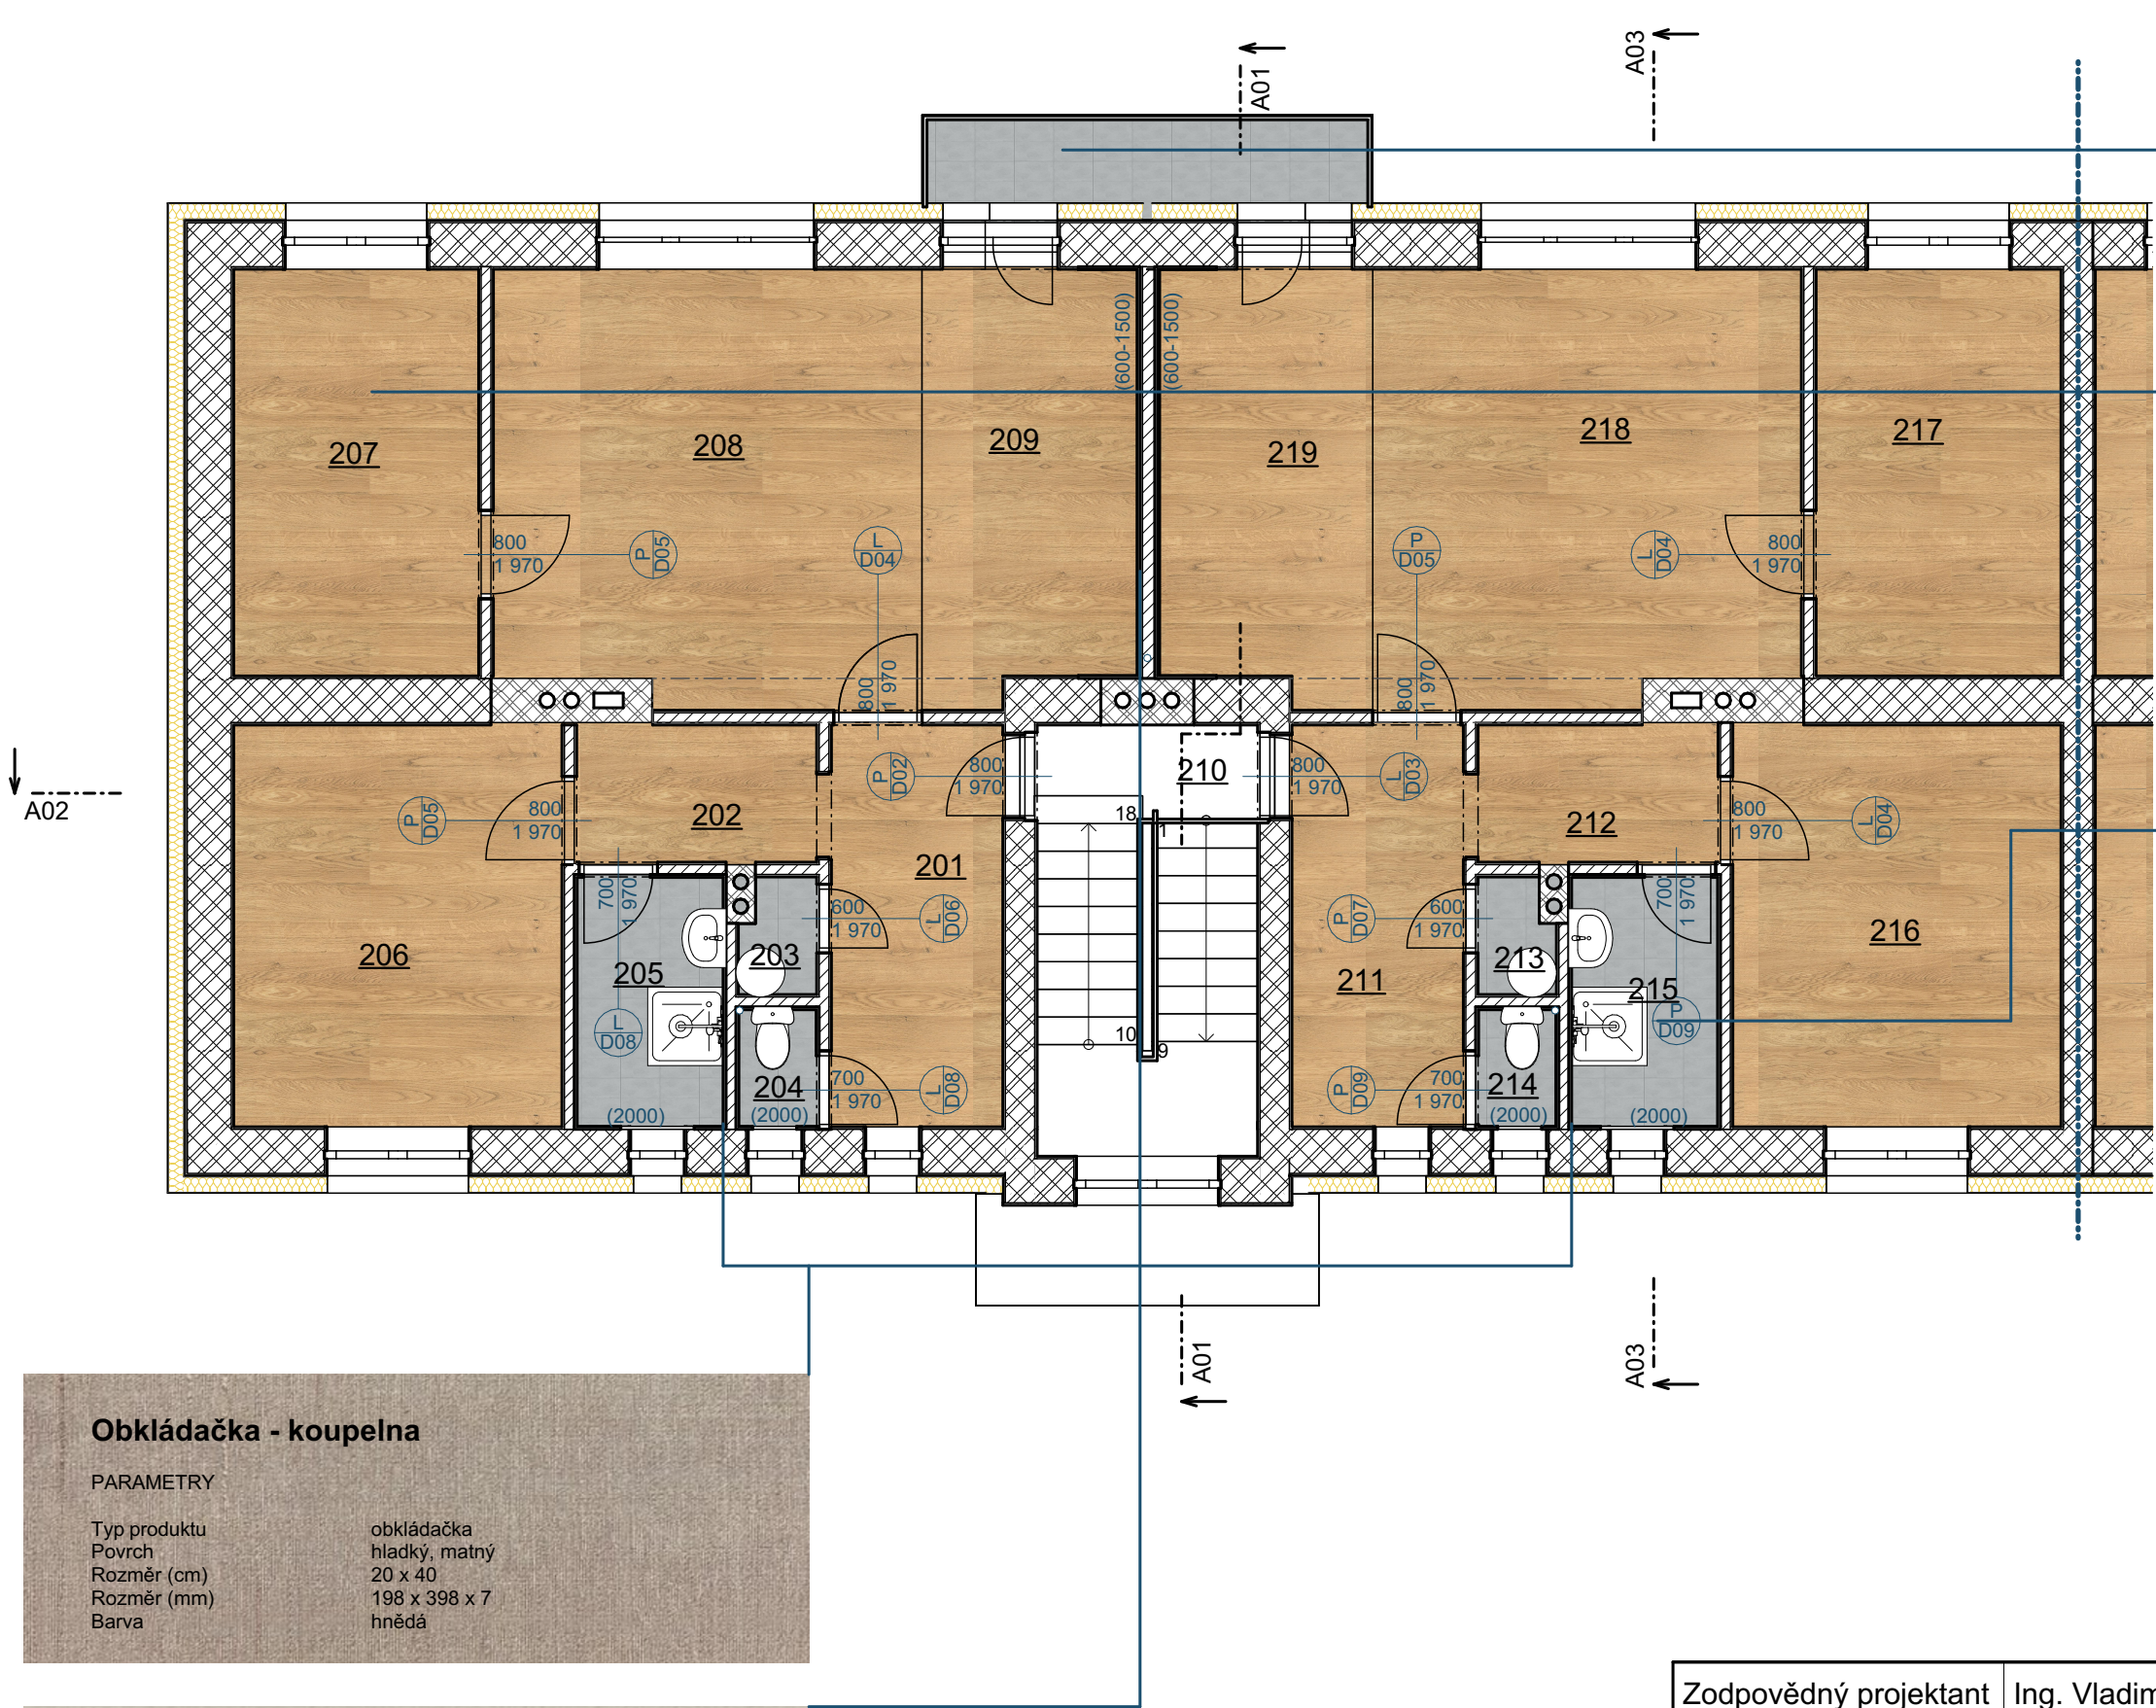 A01
A03
(600-1500)
(600-1500)
207
208
209
219
218
217
800
1 970
P
D05
L
D04
P
D05
L
D04
800
1 970
800
1 970
800
1 970
A02
P
D02
800
1 970
210
800
1 970
L
D03
P
D05
800
1 970
202
18
1
212
800
1 970
L
D04
201
700
1 970
600
1 970
L
D06
P
D07
600
1 970
700
1 970
206
205
203
211
213
215
216
L
D08
10
9
P
D09
204
700
1 970
L
D08
P
D09
700
1 970
214
(2000)
(2000)
(2000)
(2000)
A01
A03
Obkládačka - koupelna
PARAMETRY
Typ produktu obkládačka
Povrch hladký, matný
Rozměr (cm) 20 x 40
Rozměr (mm) 198 x 398 x 7
Barva hnědá
Zodpovědný projektant Ing. Vladim